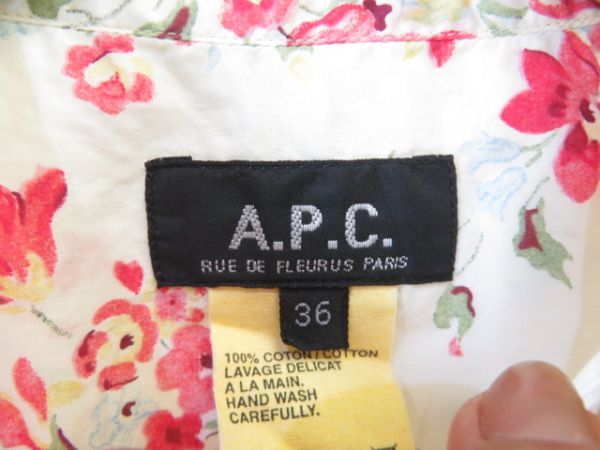 A.P.C.
RUE DE FLEURUS PARIS
36
100% COTON/COTTON
LAVAGE DELICAT
A LA MAIN.
HAND WASH
CAREFULLY.